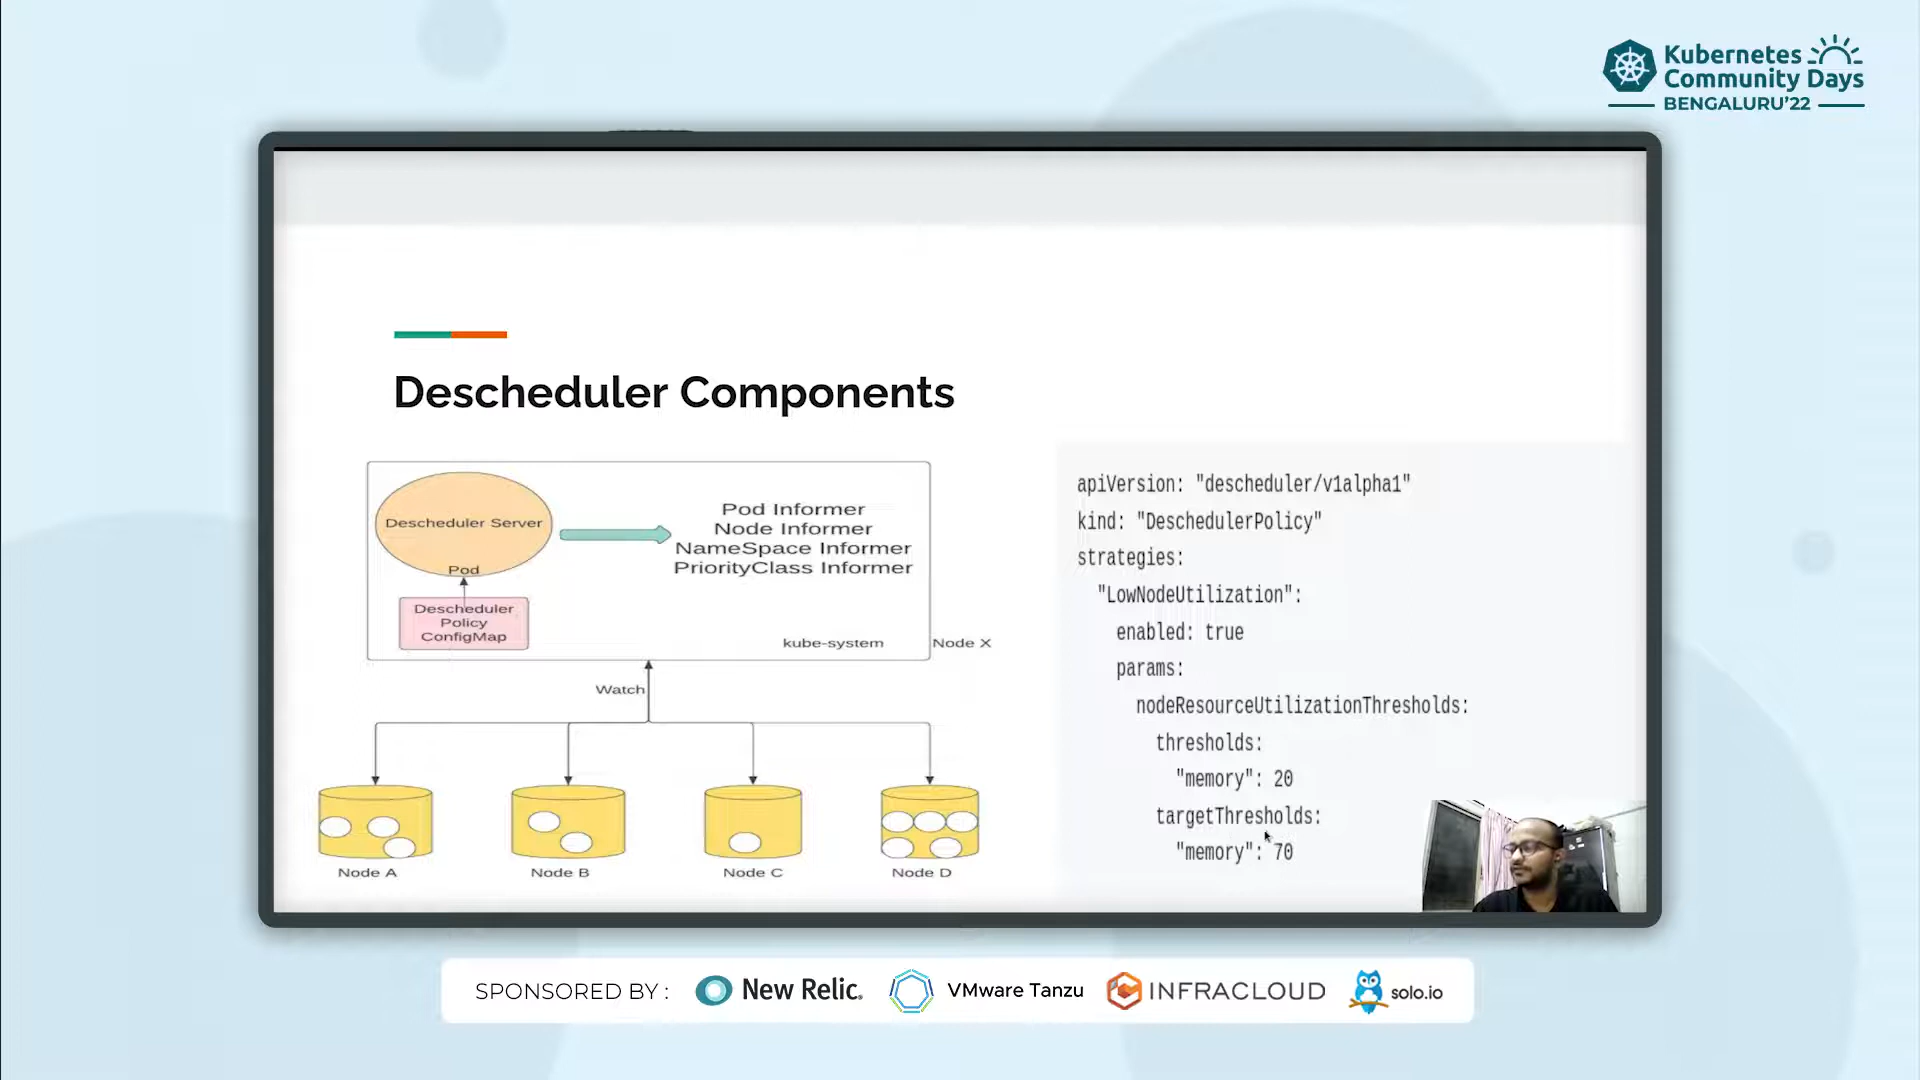 Kubernetes
Community Days
BENGALURU'22
Descheduler Components
Descheduler Server
Pod
Descheduler
Policy
ConfigMap
Pod Informer
Node Informer
NameSpace Informer
PriorityClass Informer
kube-system
Node X
Watch
Node A
Node B
Node C
Node D
apiVersion: "descheduler/v1alpha1"
kind: "DeschedulerPolicy"
strategies:
"LowNodeUtilization":
enabled: true
params:
nodeResourceUtilizationThresholds:
thresholds:
"memory": 20
targetThresholds:
"memory": 70
SPONSORED BY :
New Relic.
VMware Tanzu
INFRACLOUD
solo.io